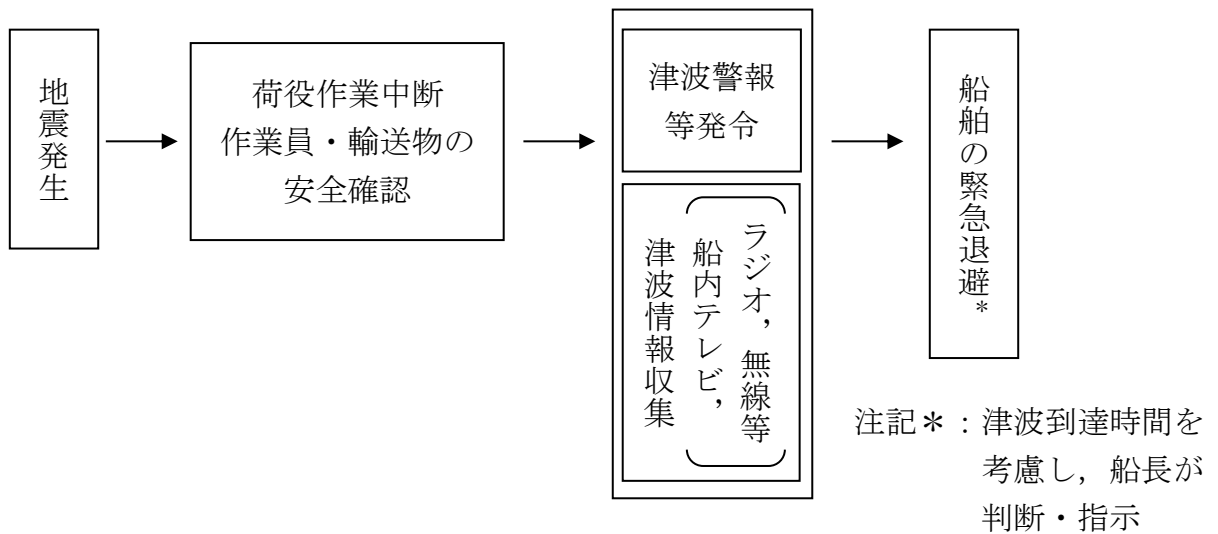 地震発生
荷役作業中断
作業員・輸送物の
安全確認
津波警報
等発令
ラジオ，無線等
船内テレビ，
津波情報収集
船舶の緊急退避*
注記＊：津波到達時間を
考慮し，船長が
判断・指示